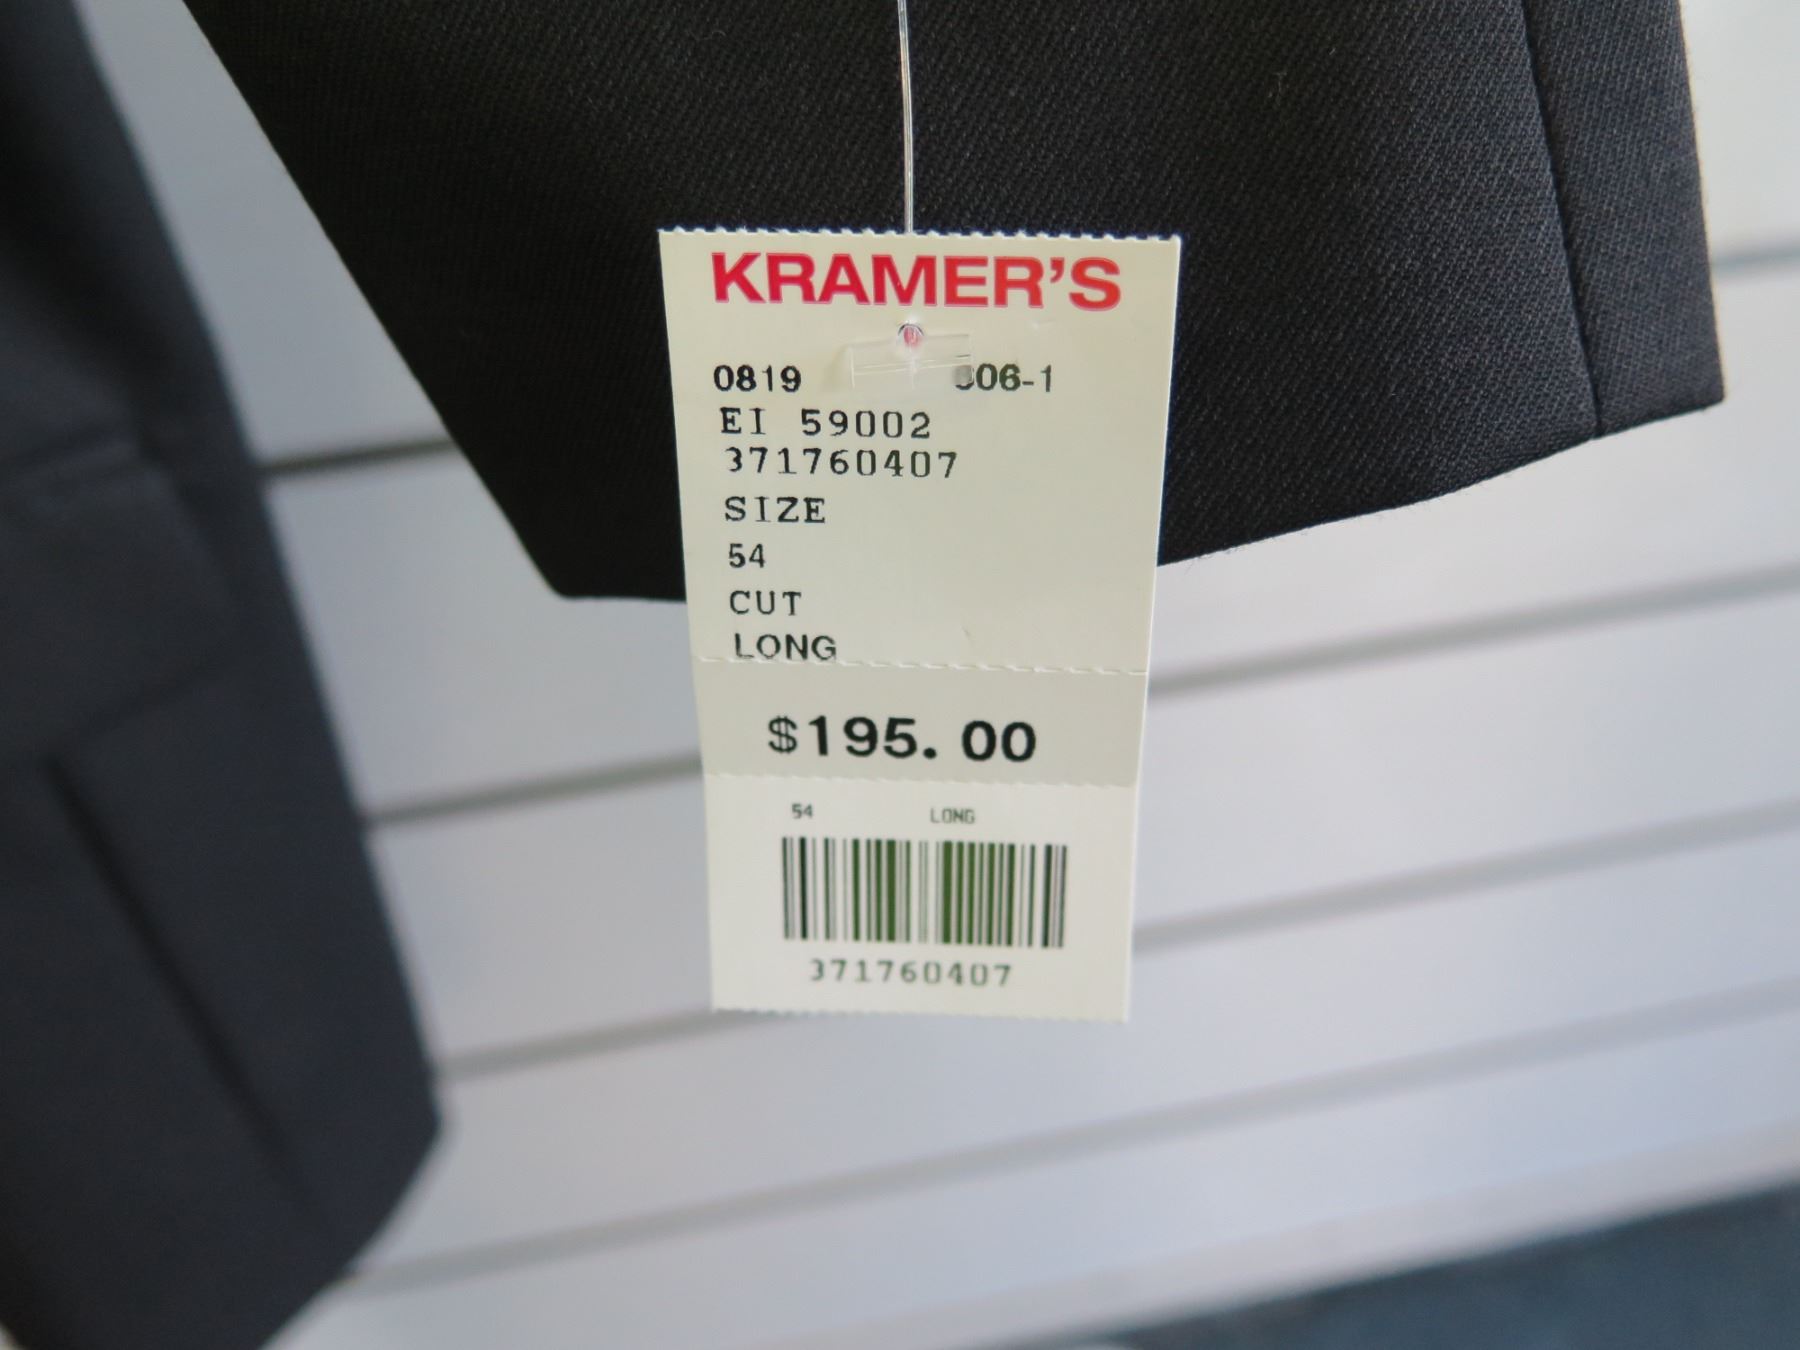 KRAMER'S
0819
EI 59002
371760407
SIZE
54
CUT
LONG
$195.00
54 LONG
371760407